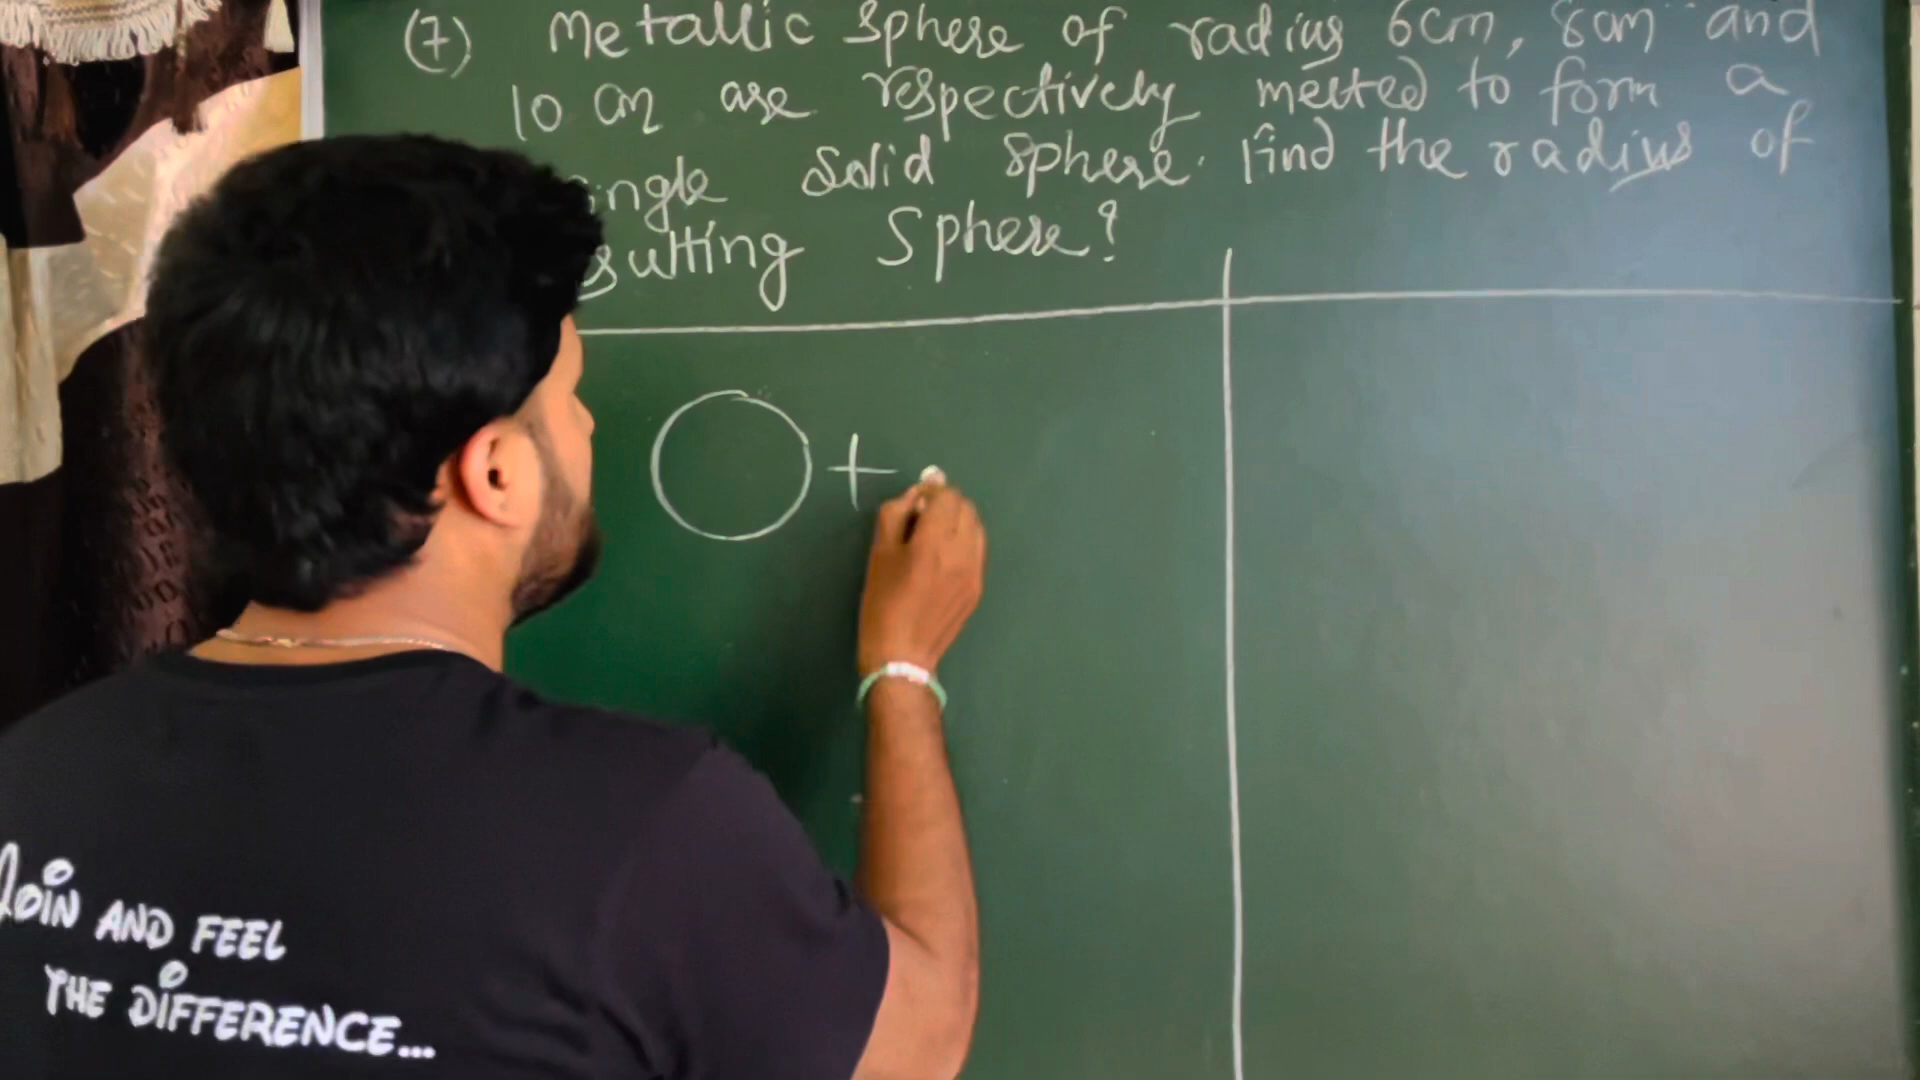 (7) Metallic sphere of radius 6cm, 8cm and
10 cm are respectively melted to form a
single solid sphere. Find the radius of
sulting Sphere?
+
JOIN AND FEEL
THE DIFFERENCE...